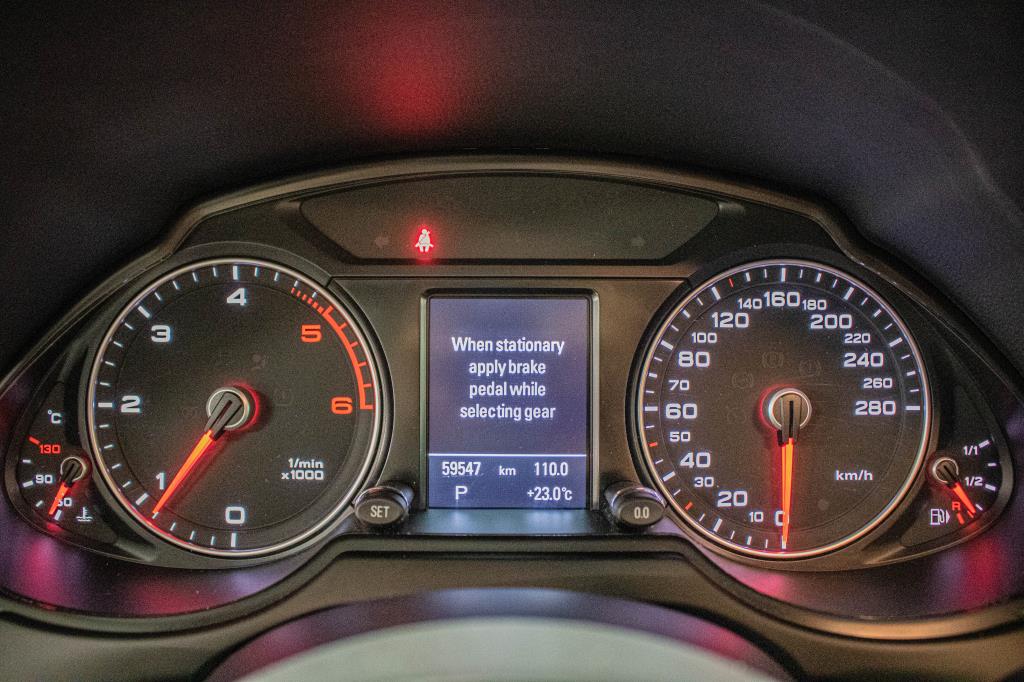 0
1
2
3
4
5
6
1/min
x1000
°C
130
90
60
SET
When stationary
apply brake
pedal while
selecting gear
59547 km 110.0
P +23.0°C
0.0
0
10
20
30
40
50
60
70
80
100
120
140
160
180
200
220
240
260
280
km/h
1/1
1/2
R